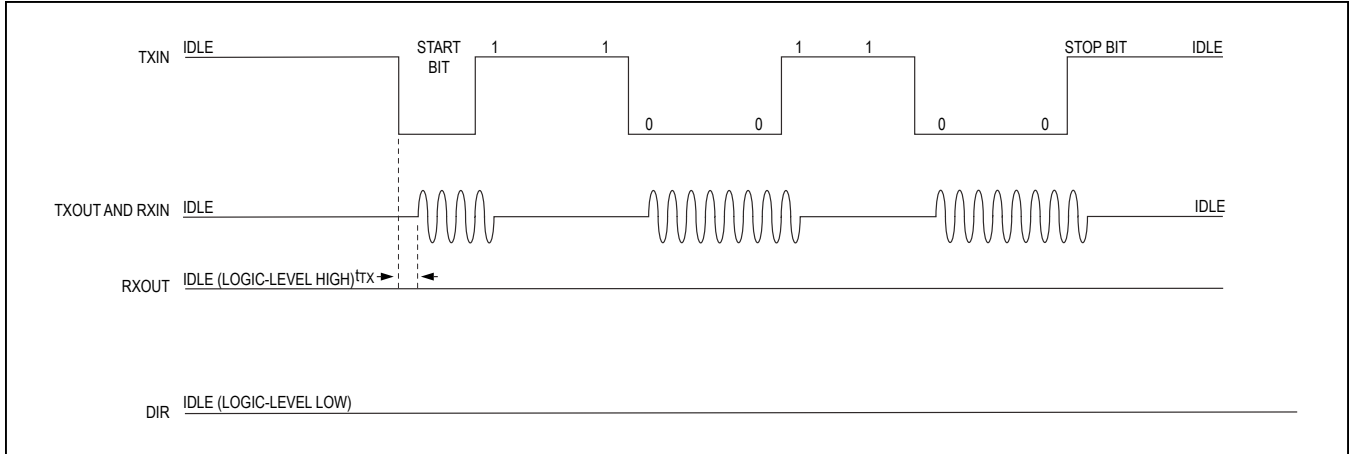 TXIN IDLE START BIT 1 1 1 1 STOP BIT IDLE
0 0 0 0
TXOUT AND RXIN IDLE IDLE
RXOUT IDLE (LOGIC-LEVEL HIGH) tTX
DIR IDLE (LOGIC-LEVEL LOW)